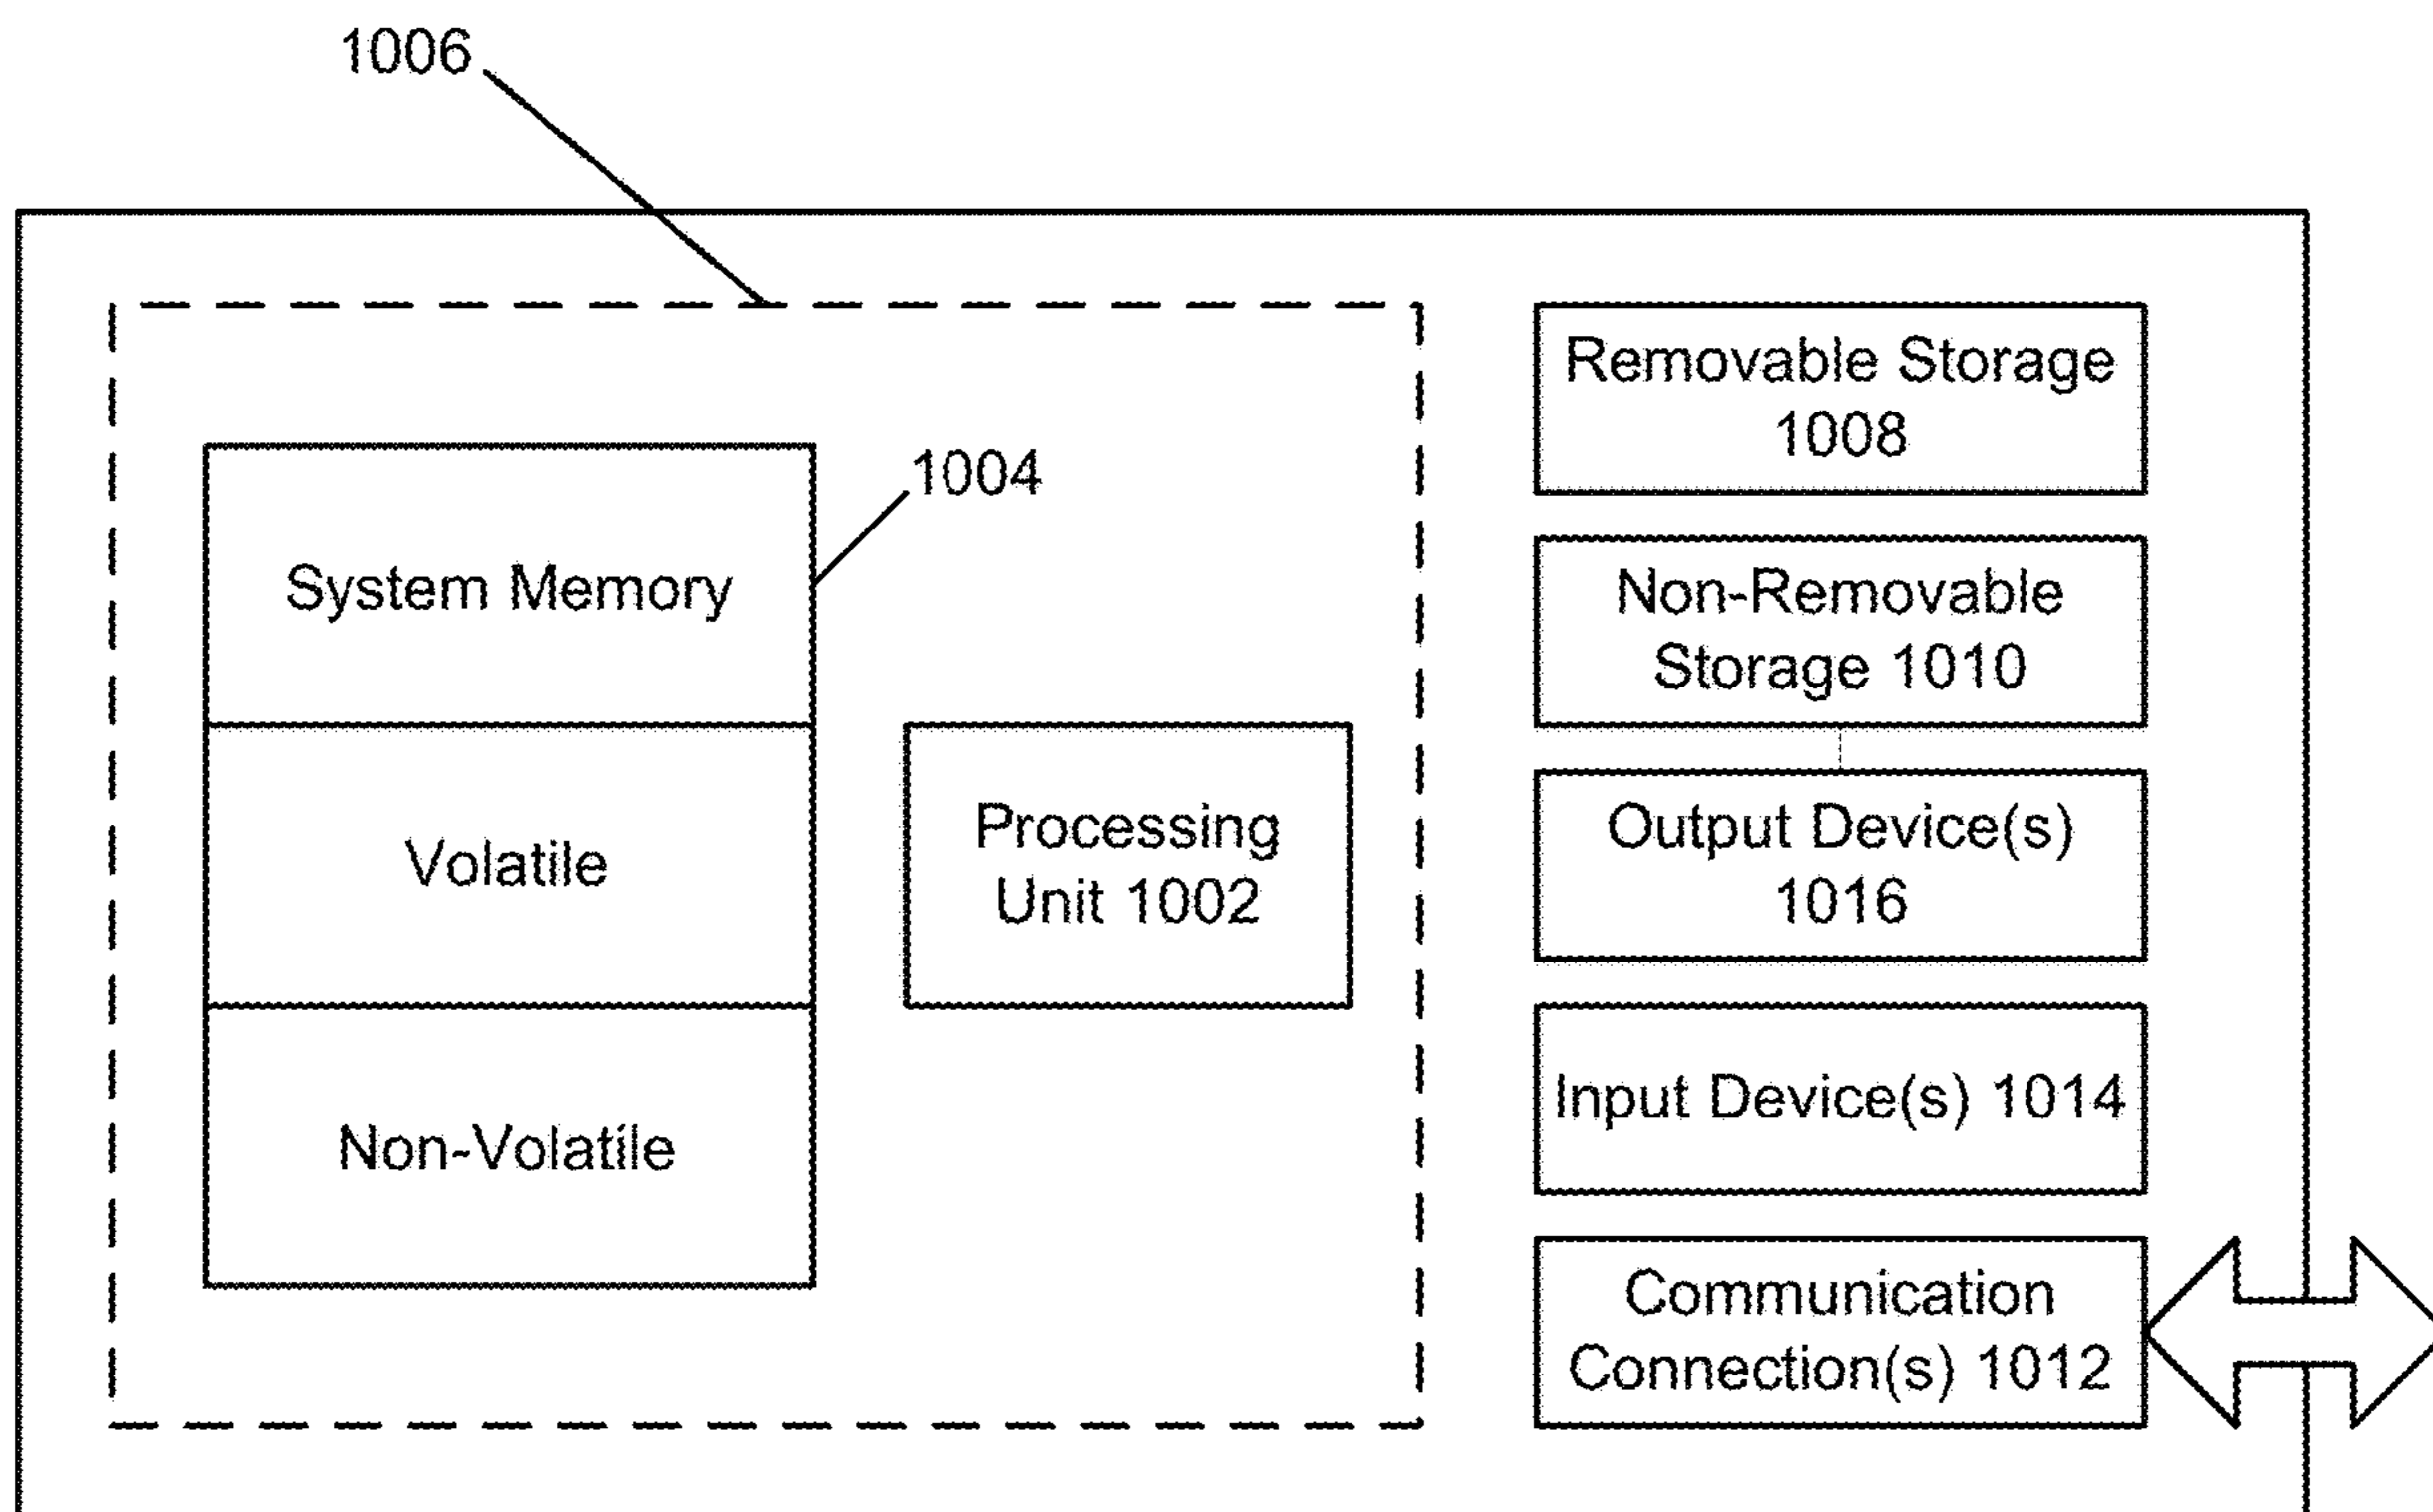 1006
1004
System Memory
Volatile
Non-Volatile
Processing
Unit 1002
Removable Storage
1008
Non-Removable
Storage 1010
Output Device(s)
1016
Input Device(s) 1014
Communication
Connection(s) 1012